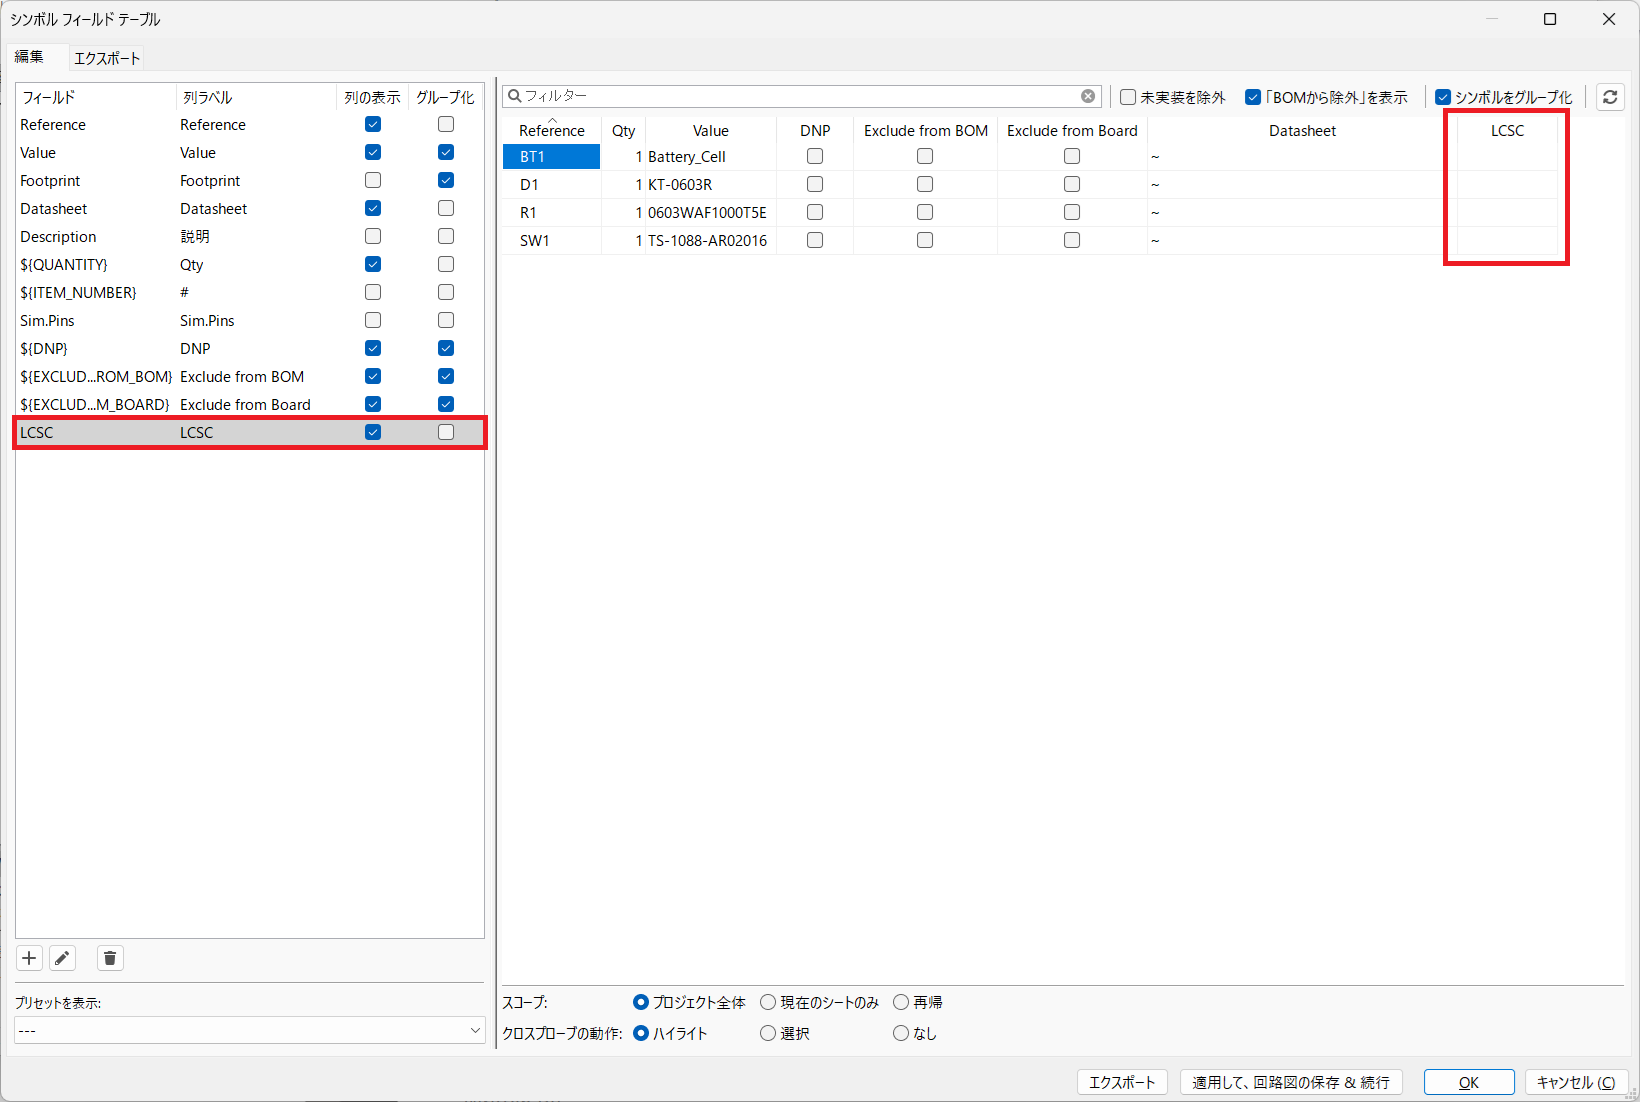 シンボル フィールド テーブル
編集 エクスポート
フィールド 列ラベル 列の表示 グループ化
Reference Reference
Value Value
Footprint Footprint
Datasheet Datasheet
Description 説明
${QUANTITY} Qty
${ITEM_NUMBER} #
Sim.Pins Sim.Pins
${DNP} DNP
${EXCLUD...ROM_BOM} Exclude from BOM
${EXCLUD...M_BOARD} Exclude from Board
LCSC LCSC
プリセットを表示:
---
フィルター 未実装を除外 「BOMから除外」を表示 シンボルをグループ化
Reference Qty Value DNP Exclude from BOM Exclude from Board Datasheet LCSC
BT1 1 Battery_Cell ~
D1 1 KT-0603R ~
R1 1 0603WAF1000T5E ~
SW1 1 TS-1088-AR02016 ~
スコープ: プロジェクト全体 現在のシートのみ 再帰
クロスプローブの動作: ハイライト 選択 なし
エクスポート 適用して、回路図の保存 & 続行 OK キャンセル (C)